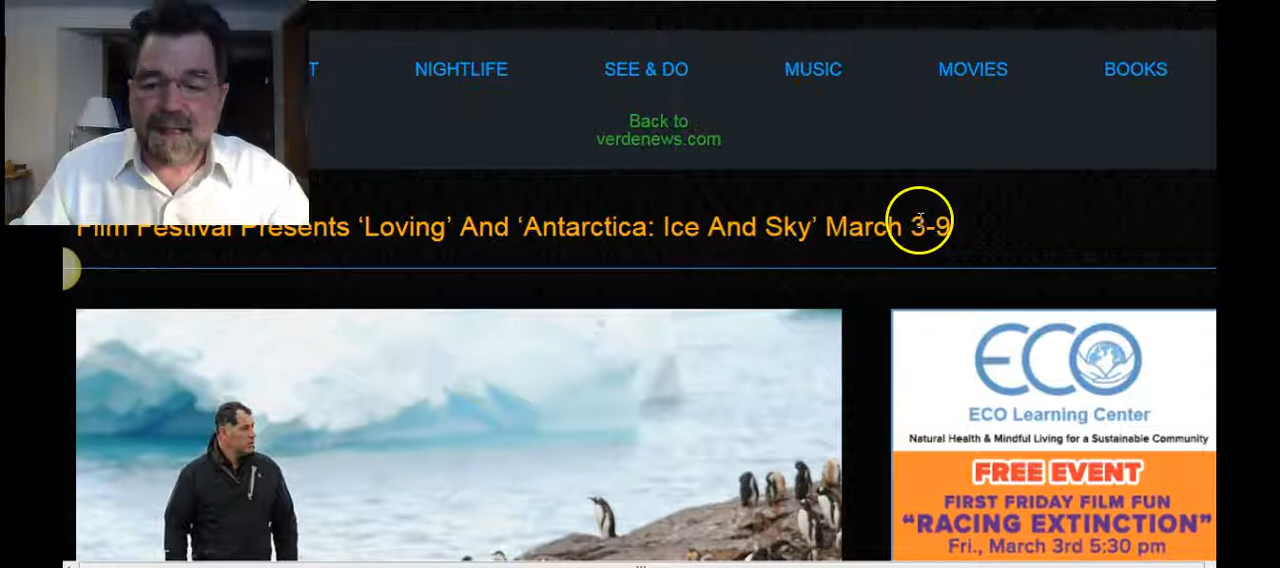 T NIGHTLIFE SEE & DO MUSIC MOVIES BOOKS
Back to
verdenews.com
Film Festival Presents ‘Loving’ And ‘Antarctica: Ice And Sky’ March 3-9
ECO
ECO Learning Center
Natural Health & Mindful Living for a Sustainable Community
FREE EVENT
FIRST FRIDAY FILM FUN
“RACING EXTINCTION”
Fri., March 3rd 5:30 pm